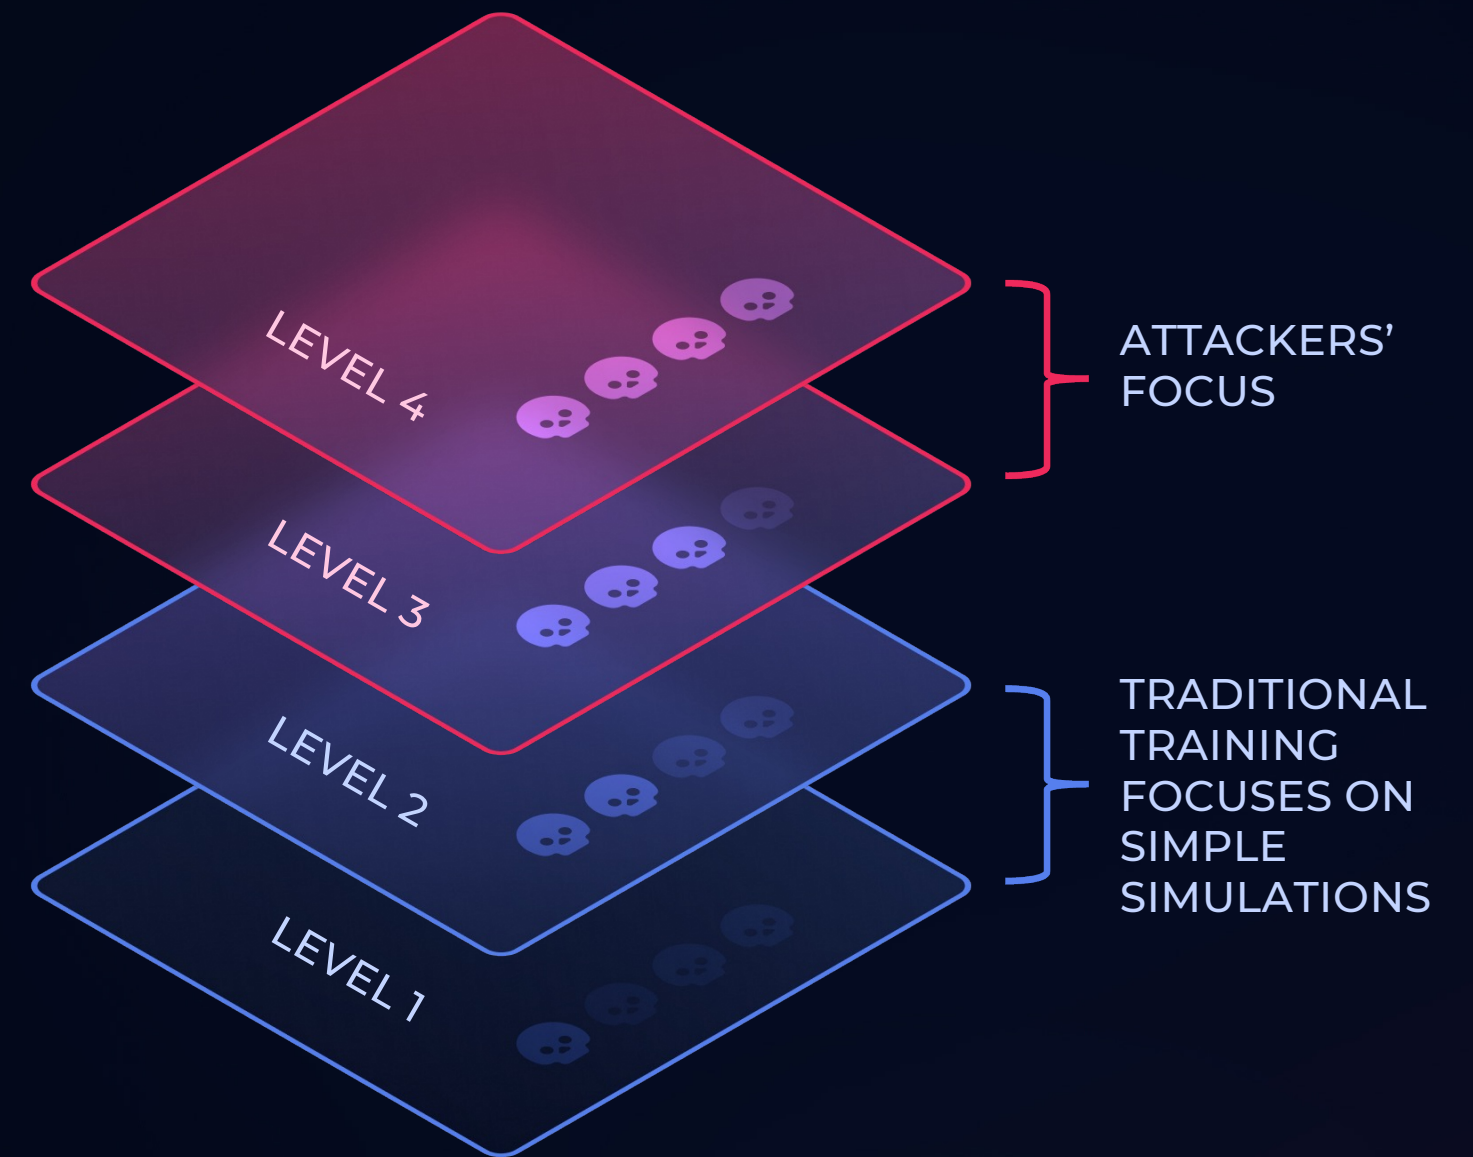 LEVEL 4
ATTACKERS’
FOCUS
LEVEL 3
LEVEL 2
TRADITIONAL
TRAINING
FOCUSES ON
SIMPLE
SIMULATIONS
LEVEL 1